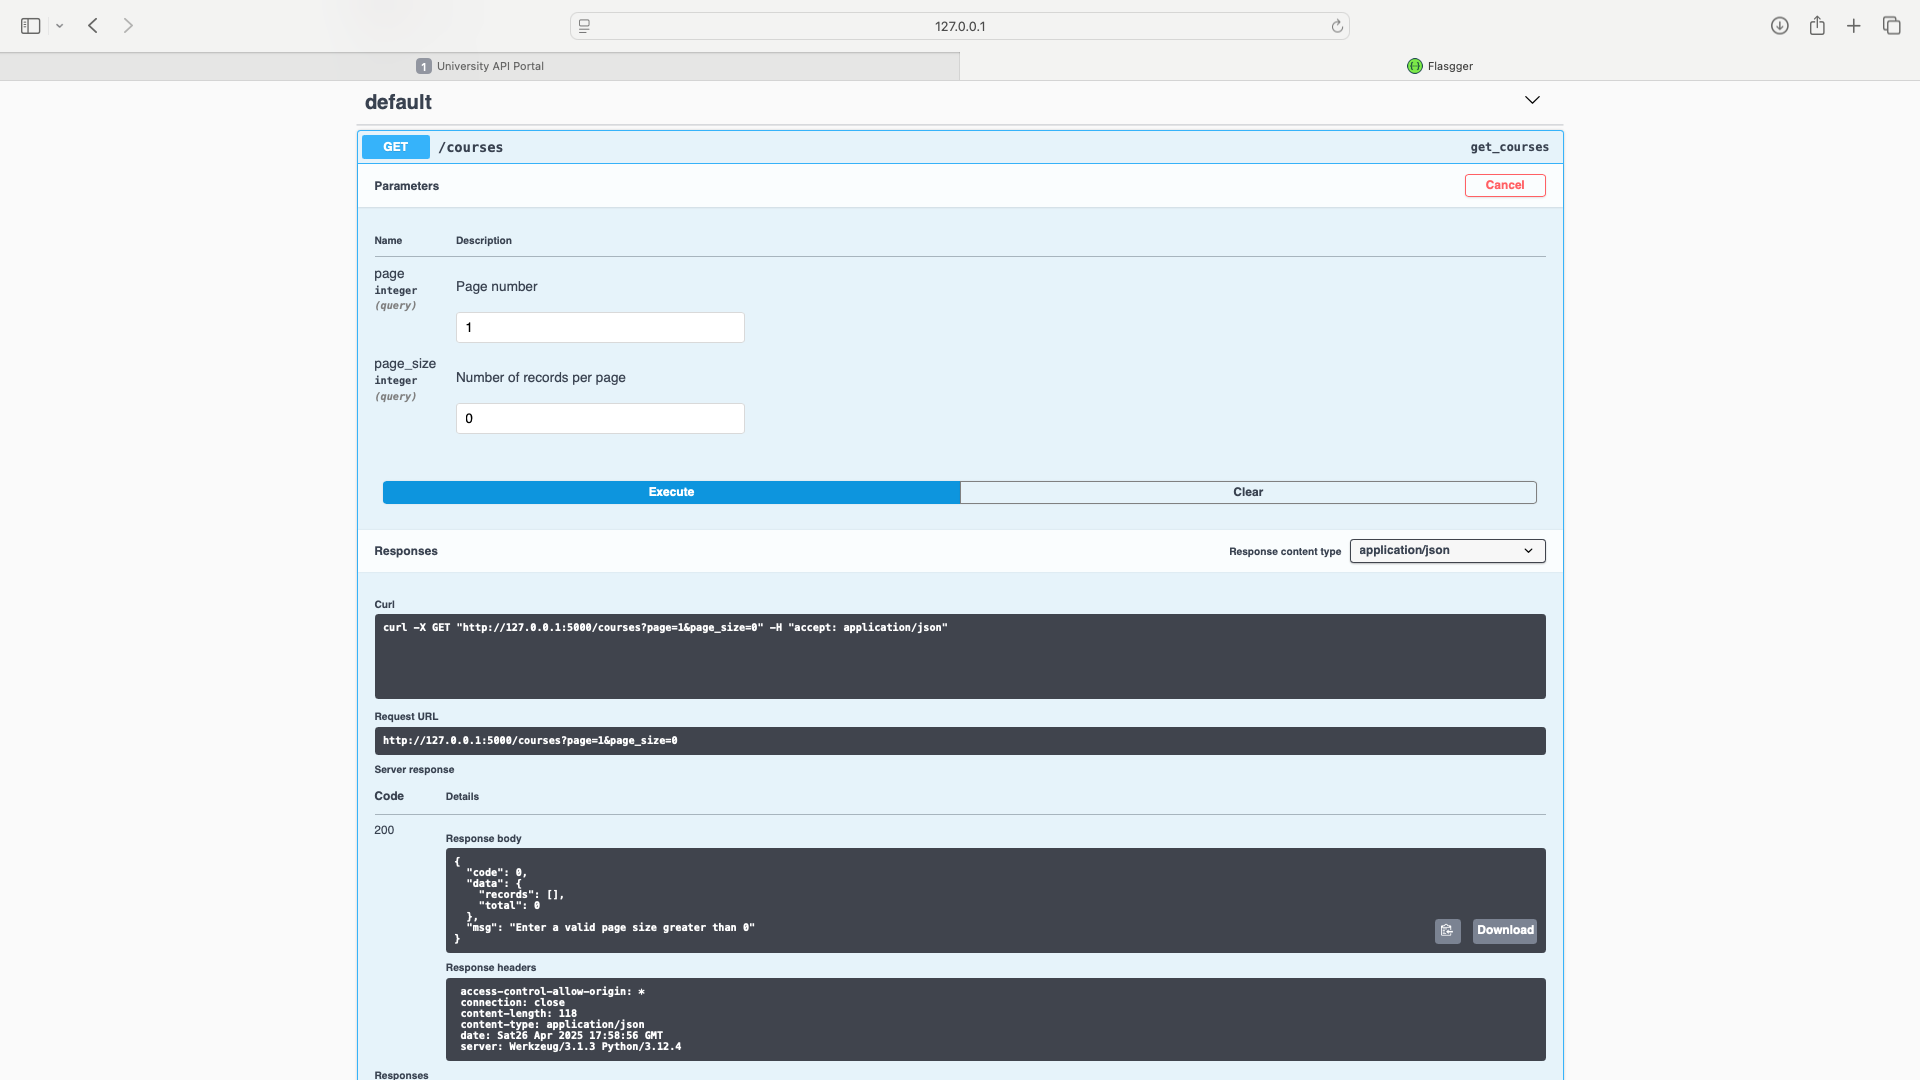 127.0.0.1
1 University API Portal
Flasgger
default
GET /courses get_courses
Parameters Cancel
Name Description
page
integer
(query)
Page number
1
page_size
integer
(query)
Number of records per page
0
Execute Clear
Responses Response content type application/json
Curl
curl -X GET "http://127.0.0.1:5000/courses?page=1&page_size=0" -H "accept: application/json"
Request URL
http://127.0.0.1:5000/courses?page=1&page_size=0
Server response
Code Details
200
Response body
{
  "code": 0,
  "data": {
    "records": [],
    "total": 0
  },
  "msg": "Enter a valid page size greater than 0"
}
Download
Response headers
access-control-allow-origin: *
connection: close
content-length: 118
content-type: application/json
date: Sat26 Apr 2025 17:58:56 GMT
server: Werkzeug/3.1.3 Python/3.12.4
Responses